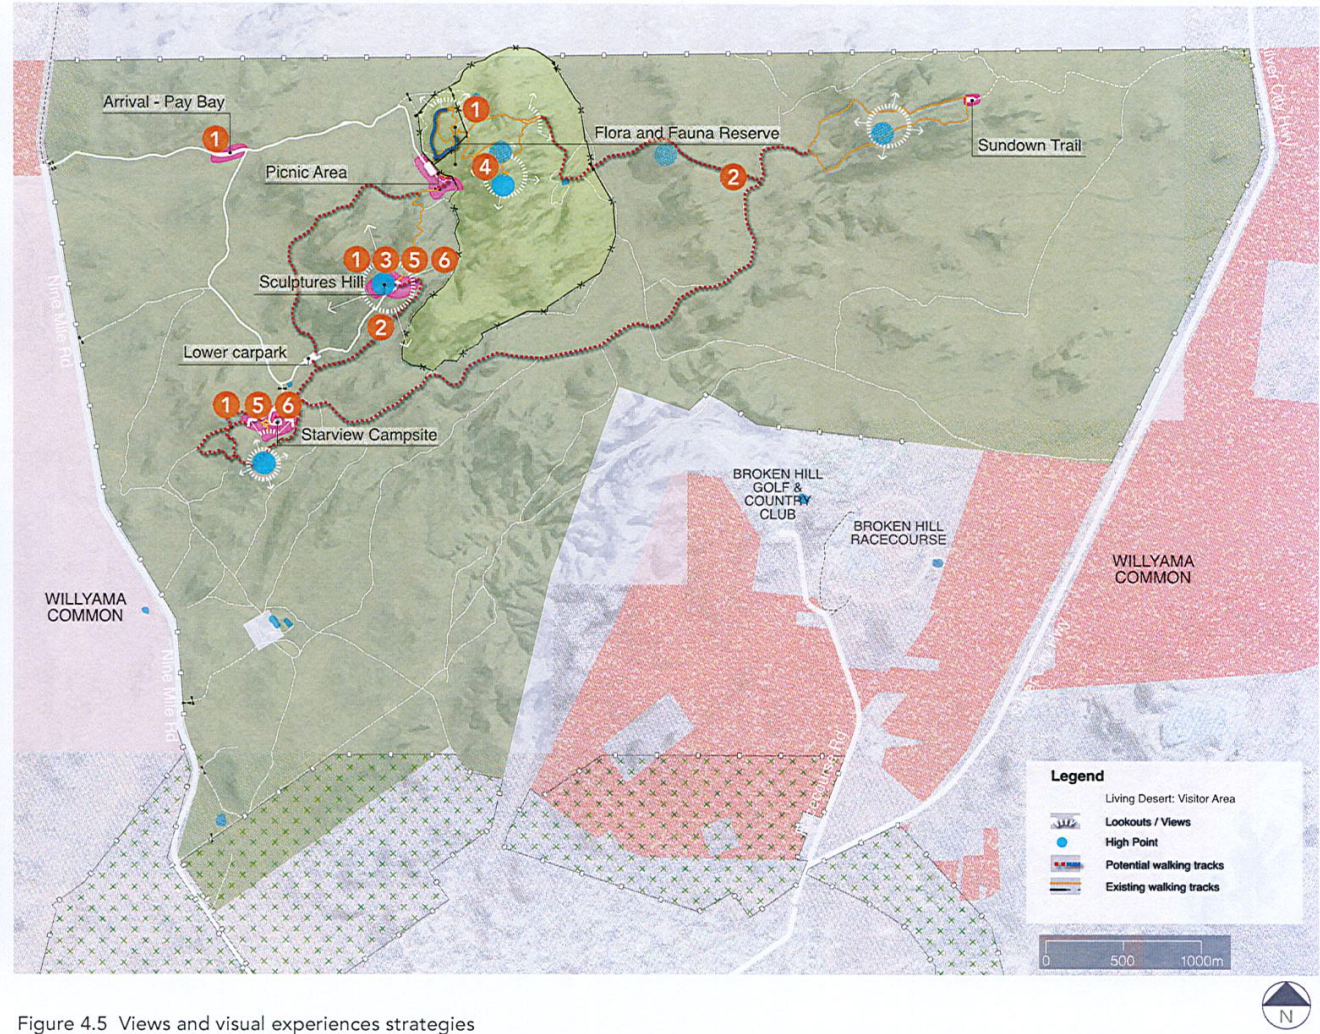 Arrival - Pay Bay
1
1
Flora and Fauna Reserve
Sundown Trail
Picnic Area
4
2
1 3 5 6
Sculptures Hill
2
Lower carpark
1 5 6
Starview Campsite
Nine Mile Rd
BROKEN HILL
GOLF &
COUNTRY
CLUB
BROKEN HILL
RACECOURSE
WILLYAMA
COMMON
WILLYAMA
COMMON
Nine Mile Rd
Racecourse Rd
Legend
Living Desert: Visitor Area
Lookouts / Views
High Point
Potential walking tracks
Existing walking tracks
0 500 1000m
N
Figure 4.5 Views and visual experiences strategies